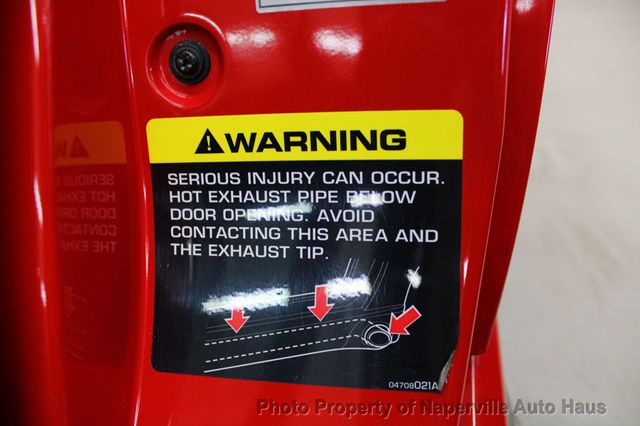 WARNING
SERIOUS INJURY CAN OCCUR.
HOT EXHAUST PIPE BELOW
DOOR OPENING. AVOID
CONTACTING THIS AREA AND
THE EXHAUST TIP.
04708021A
Photo Property of Naperville Auto Haus